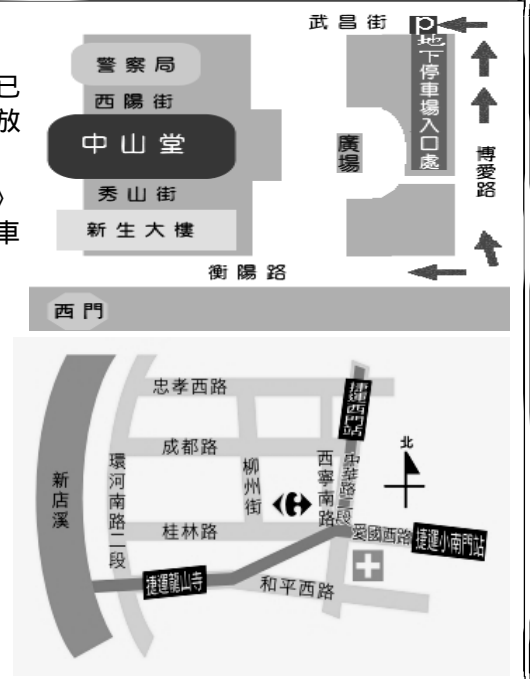 已
放
〉
車
武昌街
P
地下停車場入口處
警察局
西陽街
中山堂
廣場
博愛路
秀山街
新生大樓
衡陽路
西門
忠孝西路
捷運西門站
成都路
北
環河南路二段
柳州街
西寧南路
中華路一段
新店溪
桂林路
愛國西路
捷運小南門站
捷運龍山寺
和平西路